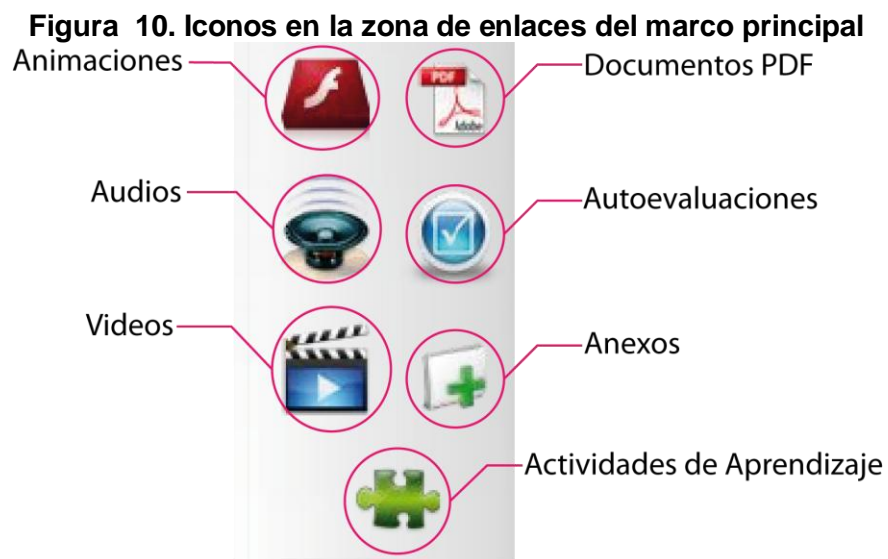 Figura 10. Iconos en la zona de enlaces del marco principal
Animaciones
PDF
Adobe
Documentos PDF
Audios
Autoevaluaciones
Videos
Anexos
Actividades de Aprendizaje